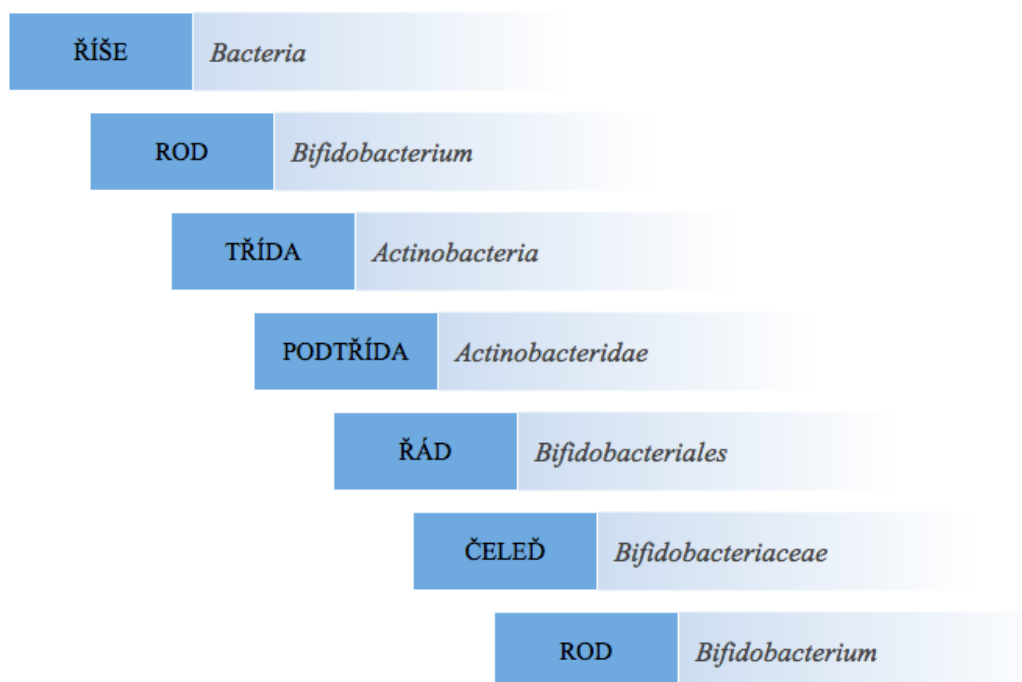 ŘÍŠE Bacteria
ROD Bifidobacterium
TŘÍDA Actinobacteria
PODTŘÍDA Actinobacteridae
ŘÁD Bifidobacteriales
ČELEĎ Bifidobacteriaceae
ROD Bifidobacterium